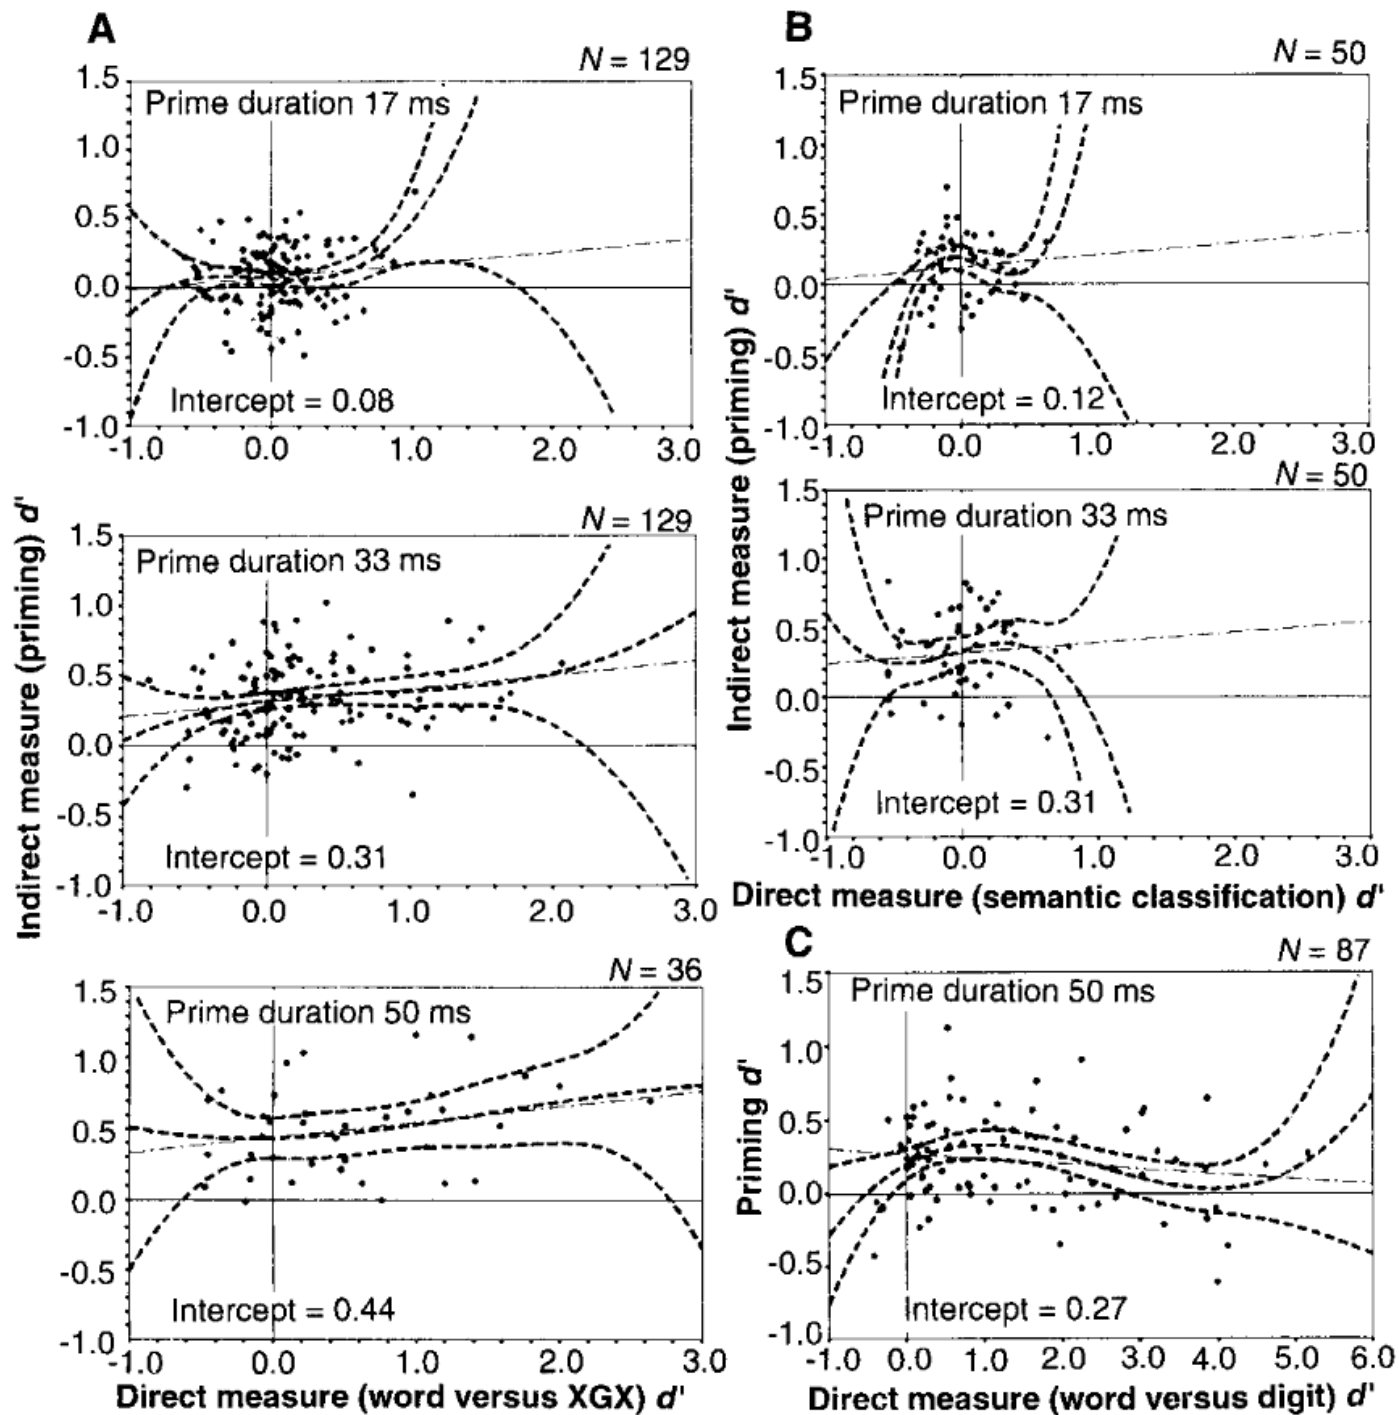 A
N = 129
1.5
Prime duration 17 ms
1.0
0.5
0.0
-0.5
Intercept = 0.08
-1.0
-1.0 0.0 1.0 2.0 3.0
N = 129
1.5
Prime duration 33 ms
1.0
0.5
0.0
-0.5
Intercept = 0.31
-1.0
-1.0 0.0 1.0 2.0 3.0
N = 36
1.5
Prime duration 50 ms
1.0
0.5
0.0
-0.5
Intercept = 0.44
-1.0
-1.0 0.0 1.0 2.0 3.0
Indirect measure (priming) d'
Direct measure (word versus XGX) d'
B
N = 50
1.5
Prime duration 17 ms
1.0
0.5
0.0
-0.5
Intercept = 0.12
-1.0
-1.0 0.0 1.0 2.0 3.0
N = 50
1.5
Prime duration 33 ms
1.0
0.5
0.0
-0.5
Intercept = 0.31
-1.0
-1.0 0.0 1.0 2.0 3.0
Indirect measure (priming) d'
Direct measure (semantic classification) d'
C
N = 87
1.5
Prime duration 50 ms
1.0
0.5
0.0
-0.5
Intercept = 0.27
-1.0
-1.0 0.0 1.0 2.0 3.0 4.0 5.0 6.0
Priming d'
Direct measure (word versus digit) d'